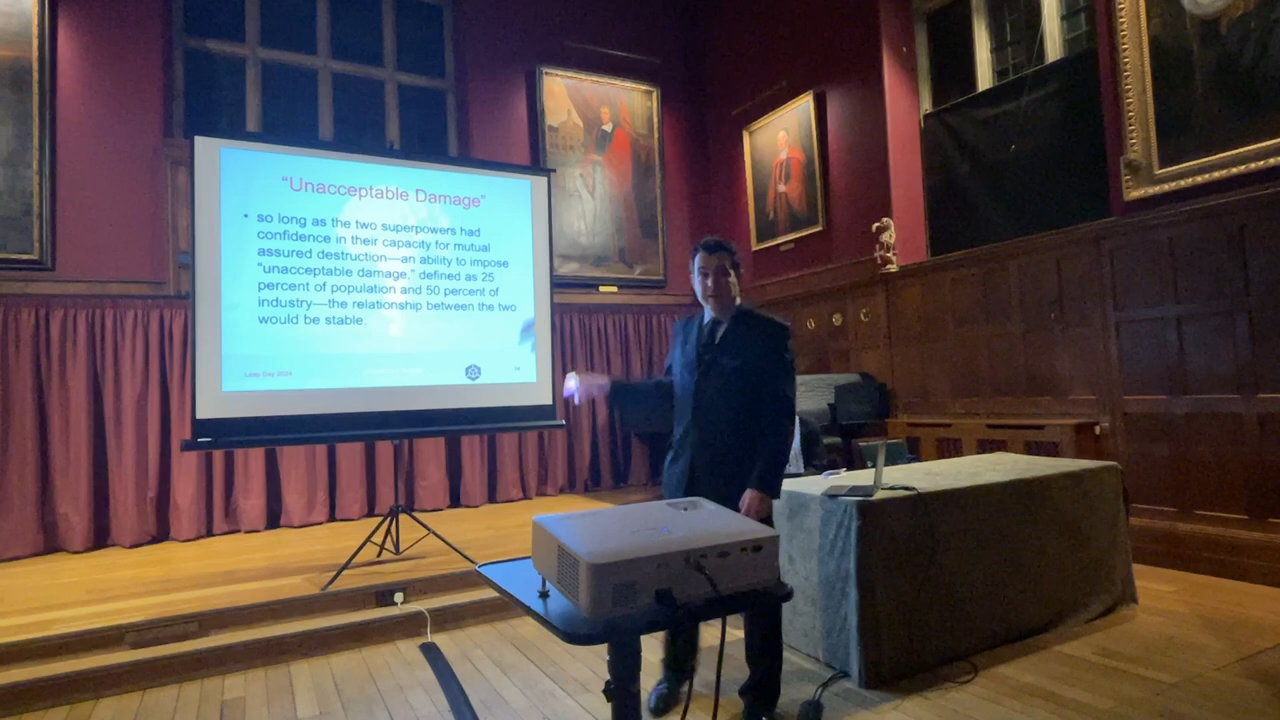 “Unacceptable Damage”
• so long as the two superpowers had
confidence in their capacity for mutual
assured destruction—an ability to impose
“unacceptable damage,” defined as 25
percent of population and 50 percent of
industry—the relationship between the two
would be stable.
Leap Day 2024